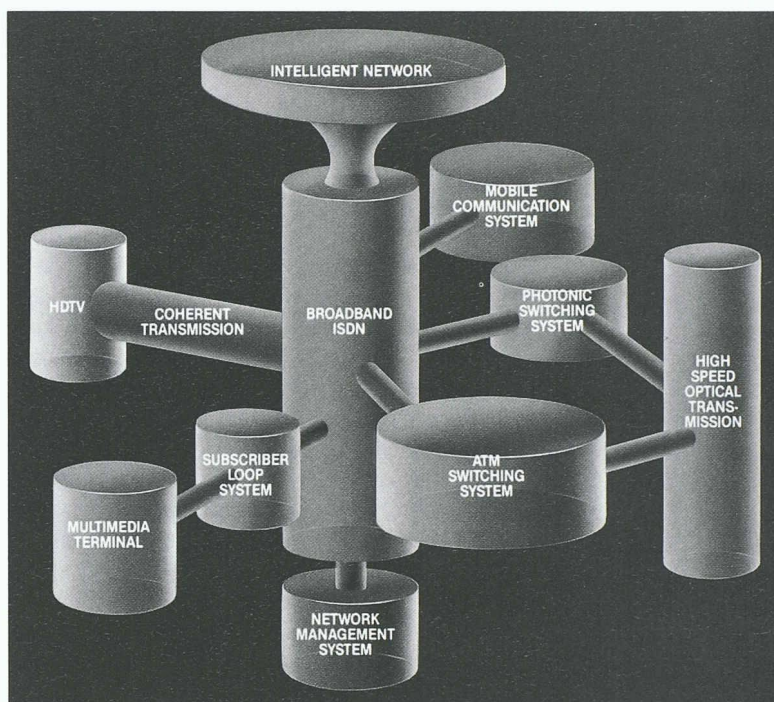 INTELLIGENT NETWORK
MOBILE
COMMUNICATION
SYSTEM
HDTV
COHERENT
TRANSMISSION
BROADBAND
ISDN
PHOTONIC
SWITCHING
SYSTEM
HIGH
SPEED
OPTICAL
TRANS-
MISSION
SUBSCRIBER
LOOP
SYSTEM
ATM
SWITCHING
SYSTEM
MULTIMEDIA
TERMINAL
NETWORK
MANAGEMENT
SYSTEM